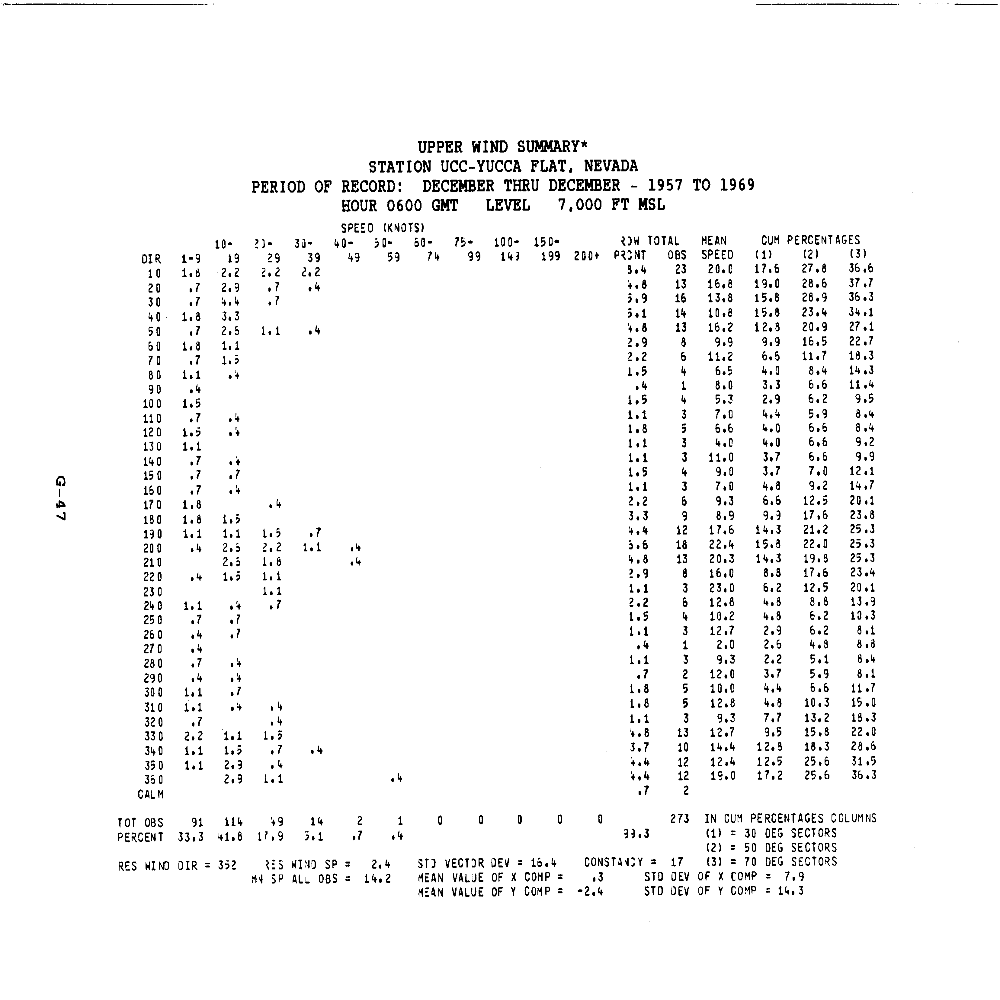 UPPER WIND SUMMARY*
STATION UCC-YUCCA FLAT, NEVADA
PERIOD OF RECORD: DECEMBER THRU DECEMBER - 1957 TO 1969
HOUR 0600 GMT LEVEL 7,000 FT MSL
SPEED (KNOTS)
10- 20- 30- 40- 50- 60- 75- 100- 150- ROW TOTAL MEAN CUM PERCENTAGES
DIR 1-9 19 29 39 49 59 74 99 149 199 200+ PRCNT OBS SPEED (1) (2) (3)
10 1.8 2.2 2.2 2.2 8.4 23 20.0 17.6 27.8 36.6
20 .7 2.9 .7 .4 4.8 13 16.8 19.0 28.6 37.7
30 .7 4.4 .7 5.9 16 13.8 15.8 28.9 36.3
40 1.8 3.3 5.1 14 10.8 15.8 23.4 34.1
50 .7 2.6 1.1 .4 4.8 13 16.2 12.8 20.9 27.1
60 1.8 1.1 2.9 8 9.9 9.9 16.5 22.7
70 .7 1.5 2.2 6 11.2 6.6 11.7 18.3
80 1.1 .4 1.5 4 6.5 4.0 8.4 14.3
90 .4 .4 1 8.0 3.3 6.6 11.4
100 1.5 1.5 4 5.3 2.9 6.2 9.5
110 .7 .4 1.1 3 7.0 4.4 5.9 8.4
120 1.5 .4 1.8 5 6.6 4.0 6.6 8.4
130 1.1 1.1 3 4.0 4.0 6.6 9.2
140 .7 .4 1.1 3 11.0 3.7 6.6 9.9
150 .7 .7 1.5 4 9.0 3.7 7.0 12.1
160 .7 .4 1.1 3 7.0 4.8 9.2 14.7
170 1.8 .4 2.2 6 9.3 6.6 12.5 20.1
180 1.8 1.5 3.3 9 8.9 9.9 17.6 23.8
190 1.1 1.1 1.5 .7 4.4 12 17.6 14.3 21.2 25.3
200 .4 2.6 2.2 1.1 .4 6.6 18 22.4 15.8 22.0 25.3
210 2.6 1.8 .4 4.8 13 20.3 14.3 19.8 25.3
220 .4 1.5 1.1 2.9 8 16.0 8.8 17.6 23.4
230 1.1 1.1 3 23.0 6.2 12.5 20.1
240 1.1 .4 .7 2.2 6 12.8 4.8 8.8 13.9
250 .7 .7 1.5 4 10.2 4.8 6.2 10.3
260 .4 .7 1.1 3 12.7 2.9 6.2 8.1
270 .4 .4 1 2.0 2.6 4.8 8.8
280 .7 .4 1.1 3 9.3 2.2 5.1 8.4
290 .4 .4 .7 2 12.0 3.7 5.9 8.1
300 1.1 .7 1.8 5 10.0 4.4 6.6 11.7
310 1.1 .4 .4 1.8 5 12.8 4.8 10.3 15.0
320 .7 .4 1.1 3 9.3 7.7 13.2 18.3
330 2.2 1.1 1.5 4.8 13 12.7 9.5 15.8 22.0
340 1.1 1.5 .7 .4 3.7 10 14.4 12.8 18.3 28.6
350 1.1 2.9 .4 4.4 12 12.4 12.5 25.6 31.5
360 2.9 1.1 .4 4.4 12 19.0 17.2 25.6 36.3
CALM .7 2
TOT OBS 91 114 49 14 2 1 0 0 0 0 0 273 IN CUM PERCENTAGES COLUMNS
PERCENT 33.3 41.8 17.9 5.1 .7 .4 99.3 (1) = 30 DEG SECTORS
(2) = 50 DEG SECTORS
RES WIND DIR = 352 RES WIND SP = 2.4 STD VECTOR DEV = 16.4 CONSTANCY = 17 (3) = 70 DEG SECTORS
MN SP ALL OBS = 14.2 MEAN VALUE OF X COMP = .3 STD DEV OF X COMP = 7.9
MEAN VALUE OF Y COMP = -2.4 STD DEV OF Y COMP = 14.3
G-47